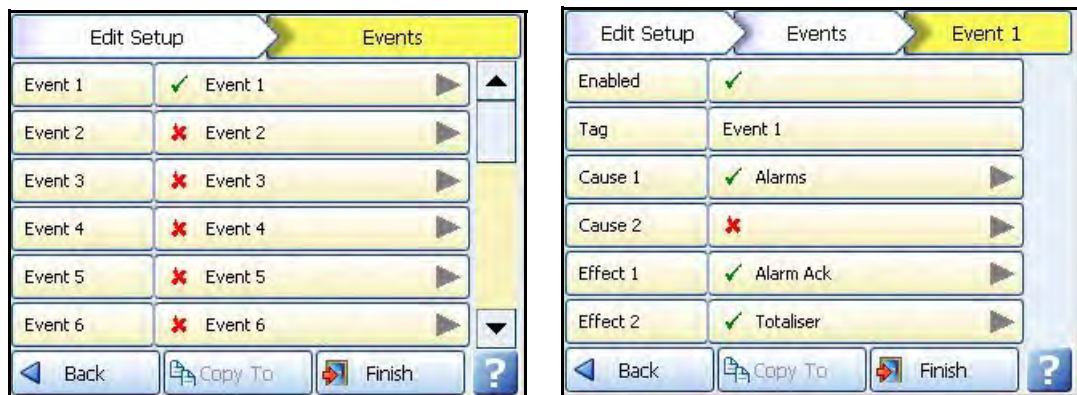 Edit Setup Events
Event 1 Event 1
Event 2 Event 2
Event 3 Event 3
Event 4 Event 4
Event 5 Event 5
Event 6 Event 6
Back Copy To Finish ?
Edit Setup Events Event 1
Enabled
Tag Event 1
Cause 1 Alarms
Cause 2
Effect 1 Alarm Ack
Effect 2 Totaliser
Back Copy To Finish ?